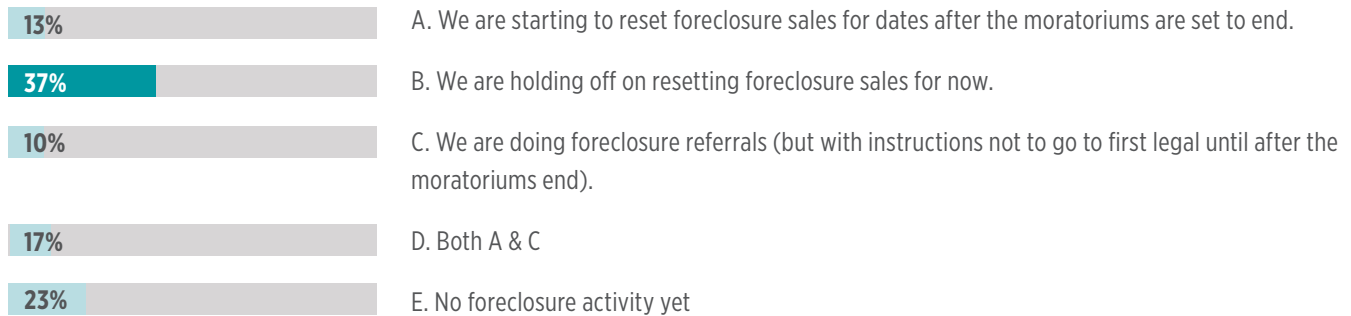 13% A. We are starting to reset foreclosure sales for dates after the moratoriums are set to end.
37% B. We are holding off on resetting foreclosure sales for now.
10% C. We are doing foreclosure referrals (but with instructions not to go to first legal until after the
moratoriums end).
17% D. Both A & C
23% E. No foreclosure activity yet